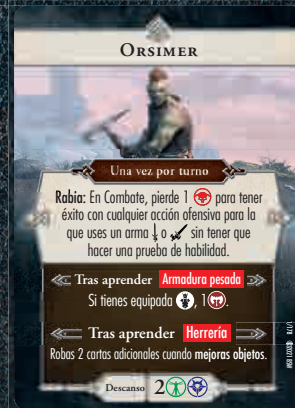 Orsimer
Una vez por turno
Rabia: En Combate, pierde 1 para tener
éxito con cualquier acción ofensiva para la
que uses un arma o sin tener que
hacer una prueba de habilidad.
Tras aprender Armadura pesada
Si tienes equipada , 1 .
Tras aprender Herrería
Robas 2 cartas adicionales cuando mejoras objetos.
Descanso 2